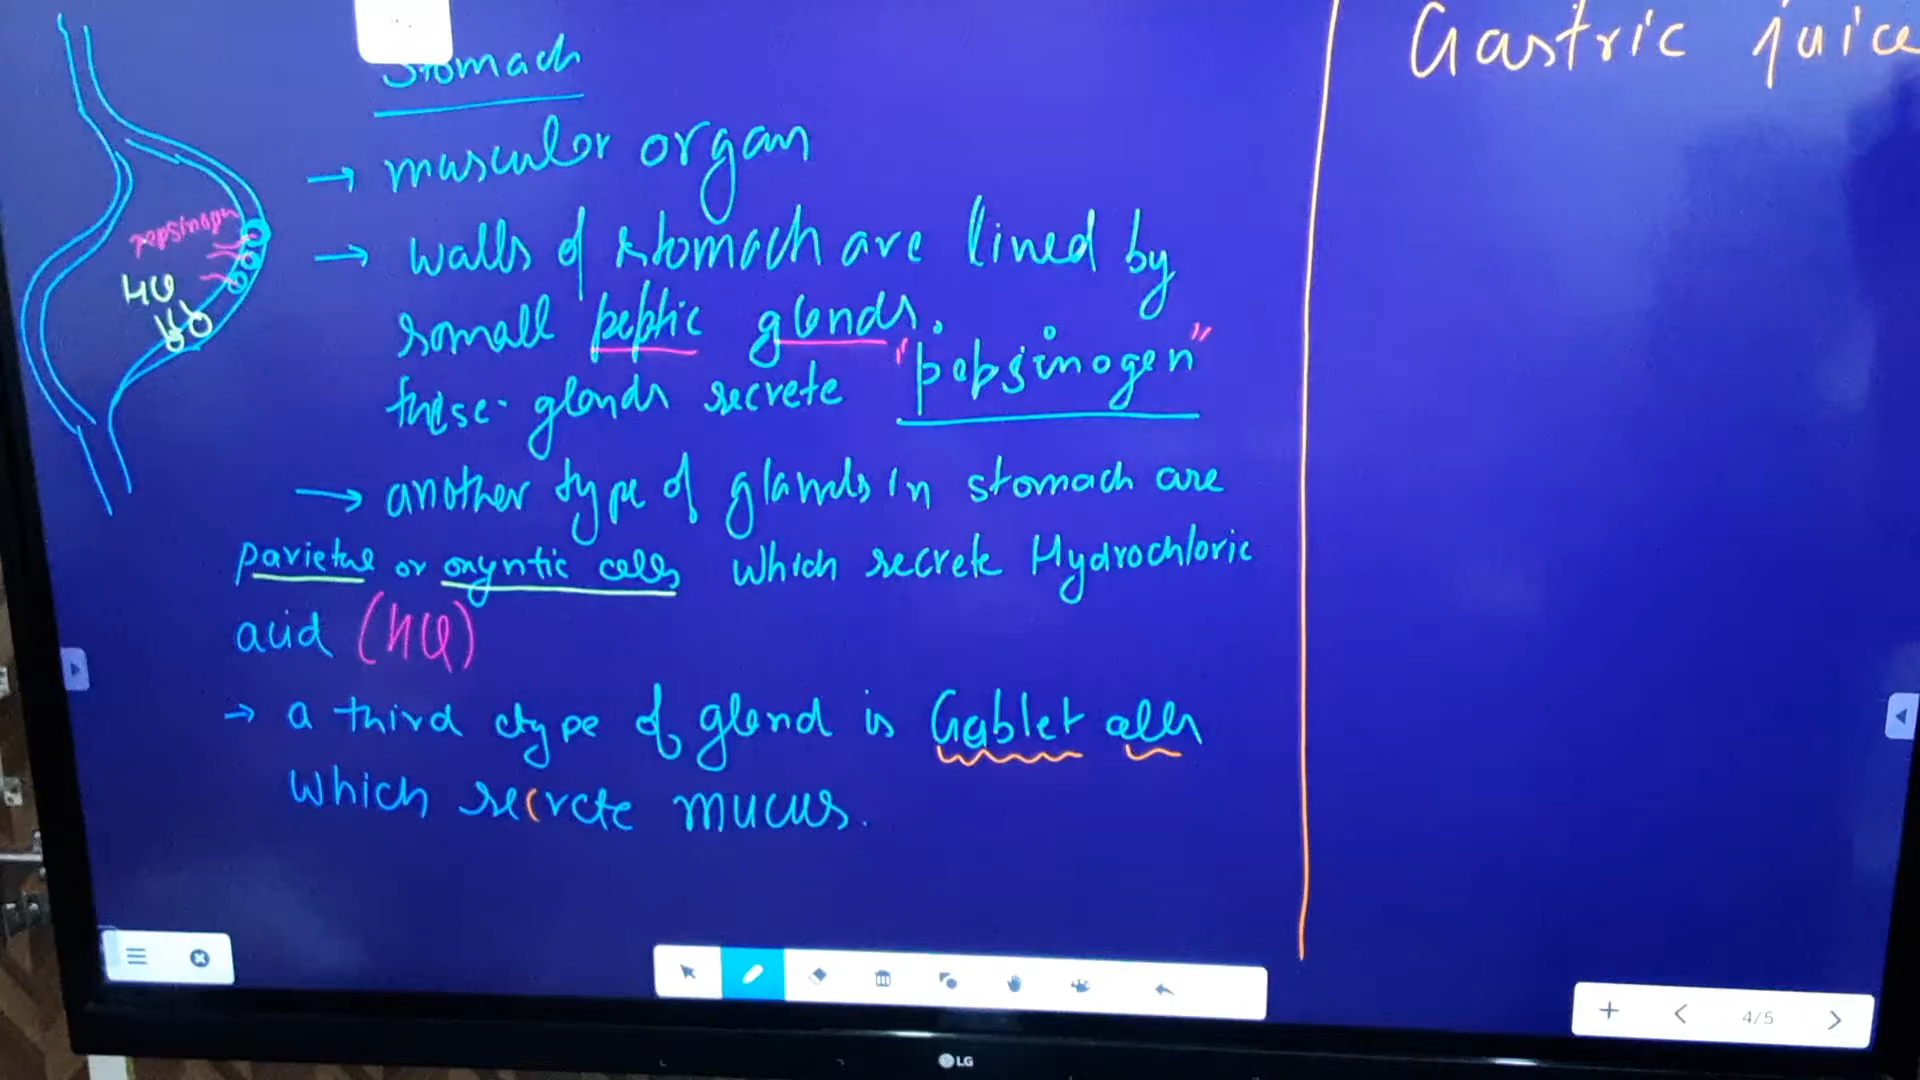 Stomach
→ muscular organ
→ walls of stomach are lined by
small peptic glands.
these glands secrete "pepsinogen"
→ another type of glands in stomach are
parietal or oxyntic cells which secrete Hydrochloric
acid (HCl)
→ a third type of gland is Goblet cells
which secrete mucus.
pepsinogen
HCl
Gastric juice
4/5
LG